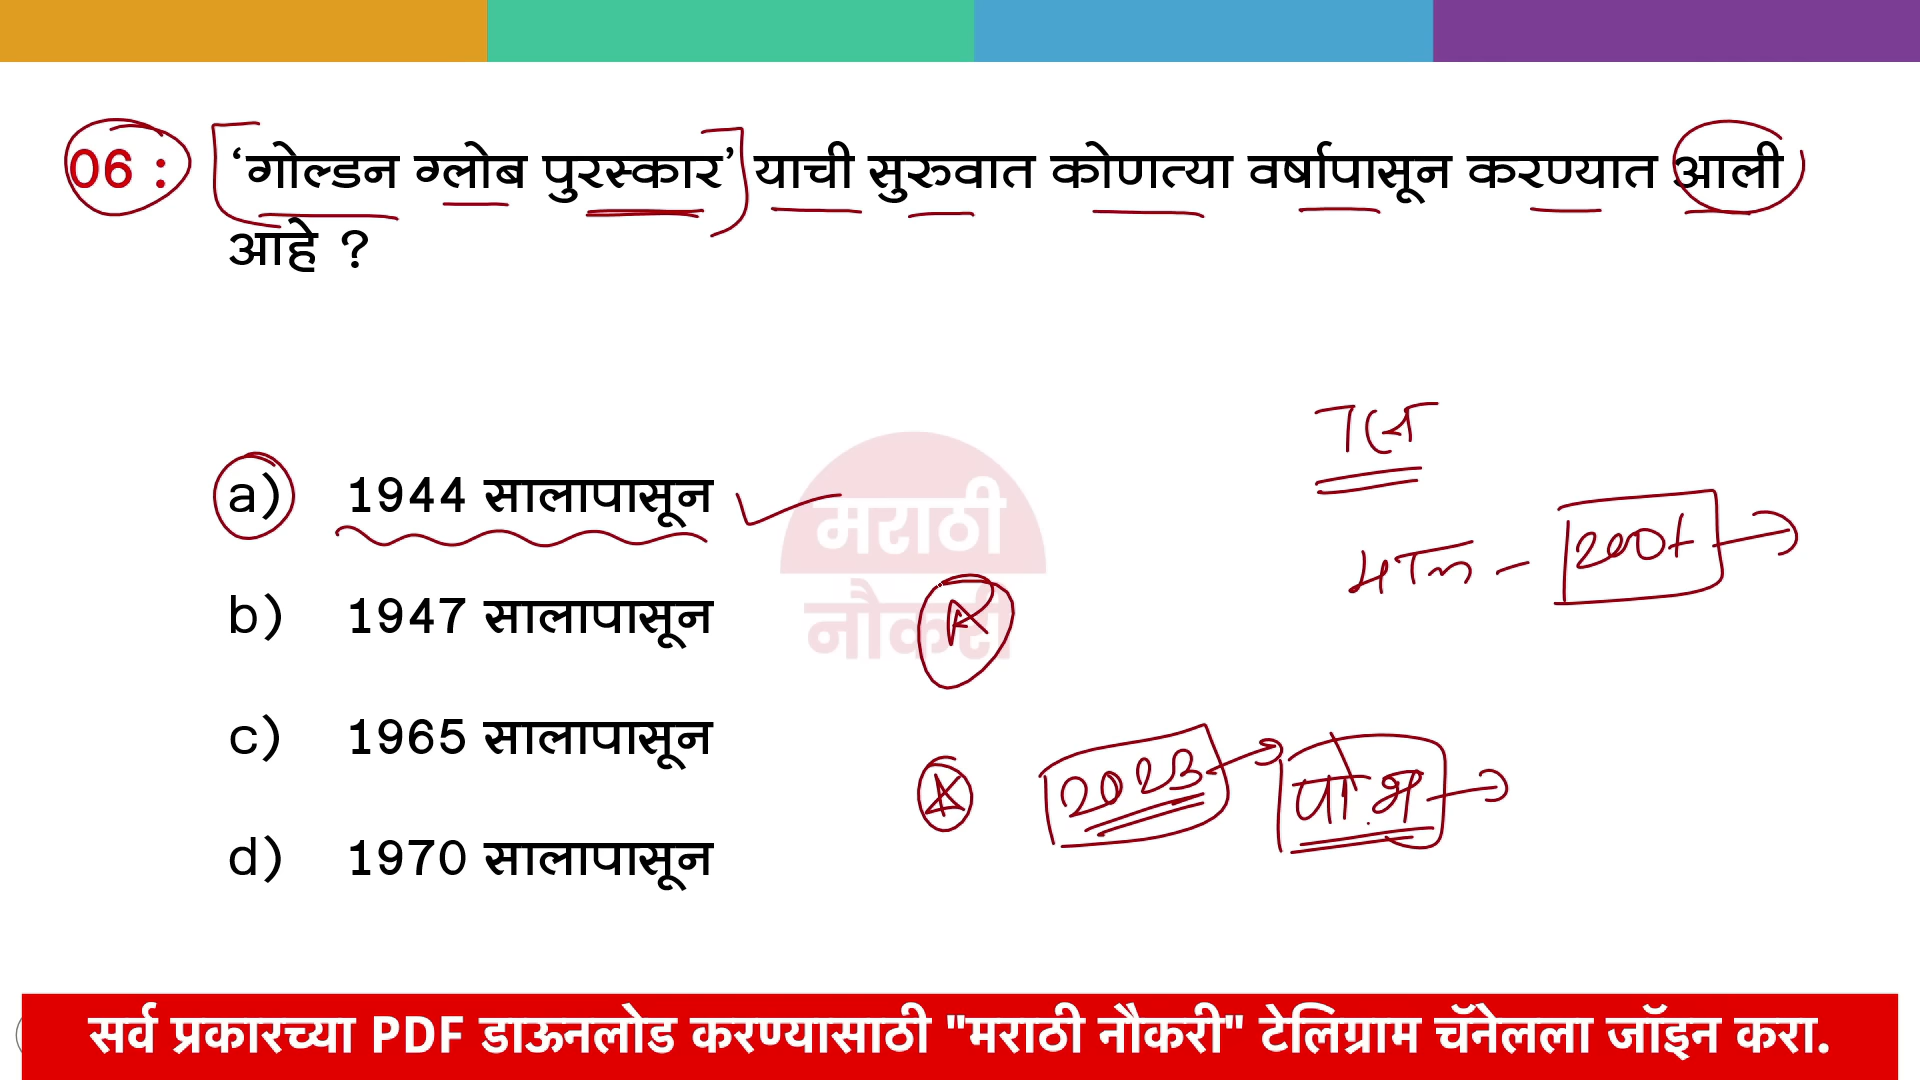 06 : ‘गोल्डन ग्लोब पुरस्कार’ याची सुरुवात कोणत्या वर्षापासून करण्यात आली
आहे ?
a) 1944 सालापासून
b) 1947 सालापासून
c) 1965 सालापासून
d) 1970 सालापासून
मराठी
नौकरी
200+
2023
सर्व प्रकारच्या PDF डाऊनलोड करण्यासाठी "मराठी नौकरी" टेलिग्राम चॅनेलला जॉइन करा.